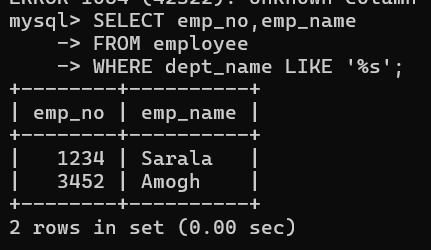 ERROR 1054 (42S22): Unknown column
mysql> SELECT emp_no,emp_name
    -> FROM employee
    -> WHERE dept_name LIKE '%s';
+--------+----------+
| emp_no | emp_name |
+--------+----------+
|   1234 | Sarala   |
|   3452 | Amogh    |
+--------+----------+
2 rows in set (0.00 sec)